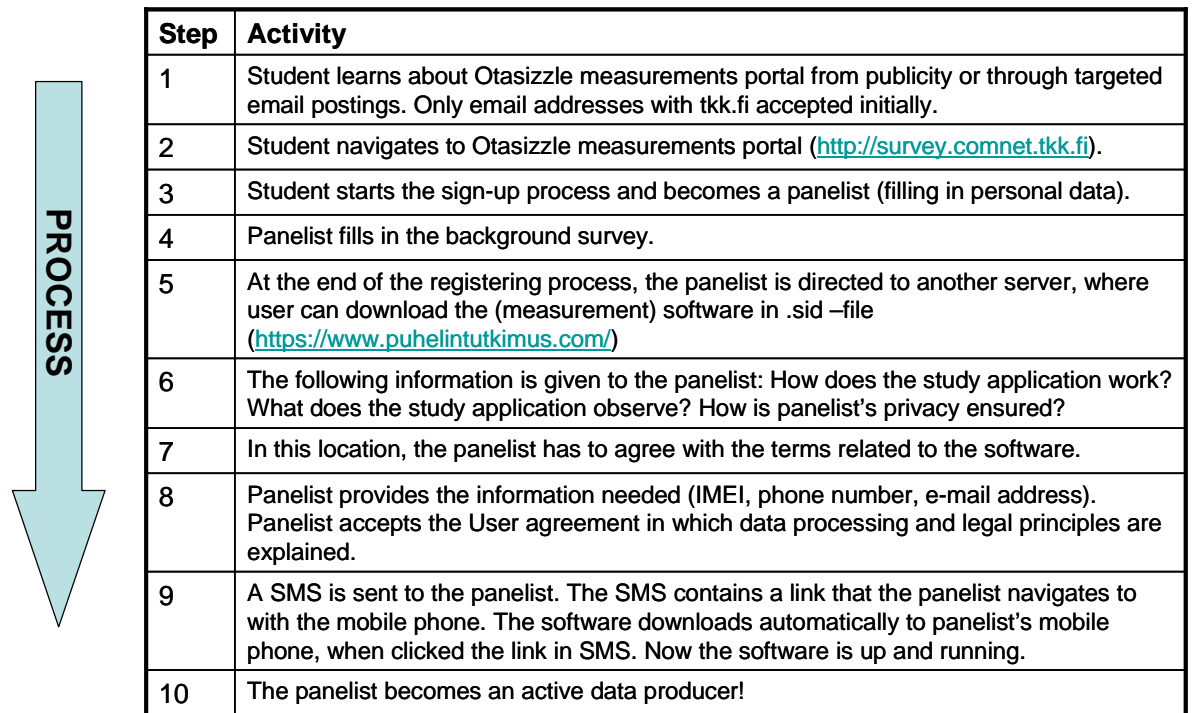 PROCESS
Step Activity
1 Student learns about Otasizzle measurements portal from publicity or through targeted
email postings. Only email addresses with tkk.fi accepted initially.
2 Student navigates to Otasizzle measurements portal (http://survey.comnet.tkk.fi).
3 Student starts the sign-up process and becomes a panelist (filling in personal data).
4 Panelist fills in the background survey.
5 At the end of the registering process, the panelist is directed to another server, where
user can download the (measurement) software in .sid –file
(https://www.puhelintutkimus.com/)
6 The following information is given to the panelist: How does the study application work?
What does the study application observe? How is panelist's privacy ensured?
7 In this location, the panelist has to agree with the terms related to the software.
8 Panelist provides the information needed (IMEI, phone number, e-mail address).
Panelist accepts the User agreement in which data processing and legal principles are
explained.
9 A SMS is sent to the panelist. The SMS contains a link that the panelist navigates to
with the mobile phone. The software downloads automatically to panelist's mobile
phone, when clicked the link in SMS. Now the software is up and running.
10 The panelist becomes an active data producer!